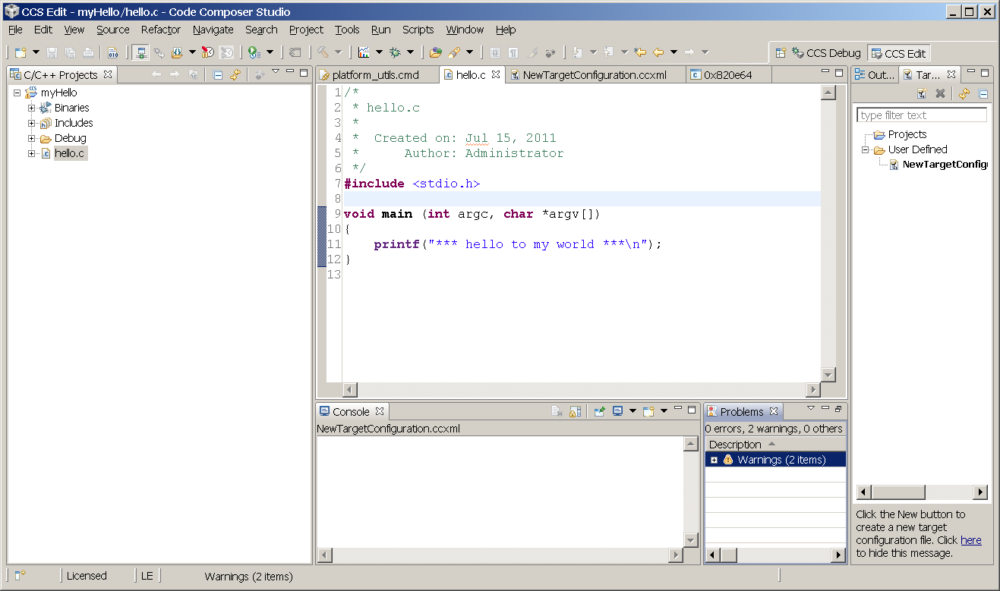 CCS Edit - myHello/hello.c - Code Composer Studio
File Edit View Source Refactor Navigate Search Project Tools Run Scripts Window Help
010
CCS Debug
CCS Edit
C/C++ Projects
myHello
Binaries
Includes
Debug
hello.c
platform_utils.cmd
hello.c
NewTargetConfiguration.ccxml
0x820e64
1 /*
2  * hello.c
3  *
4  *  Created on: Jul 15, 2011
5  *      Author: Administrator
6  */
7 #include <stdio.h>
8
9 void main (int argc, char *argv[])
10 {
11     printf("*** hello to my world ***\n");
12 }
13
Out...
Tar...
type filter text
Projects
User Defined
NewTargetConfigu
Click the New button to
create a new target
configuration file. Click here
to hide this message.
Console
NewTargetConfiguration.ccxml
Problems
0 errors, 2 warnings, 0 others
Description
Warnings (2 items)
Licensed
LE
Warnings (2 items)